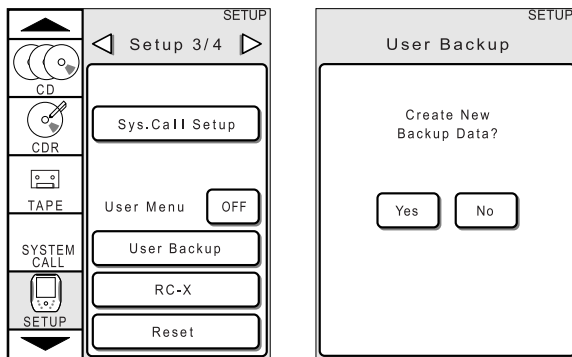 SETUP
Setup 3/4
CD
CDR
TAPE
SYSTEM
CALL
SETUP
Sys.Call Setup
User Menu OFF
User Backup
RC-X
Reset
SETUP
User Backup
Create New
Backup Data?
Yes No